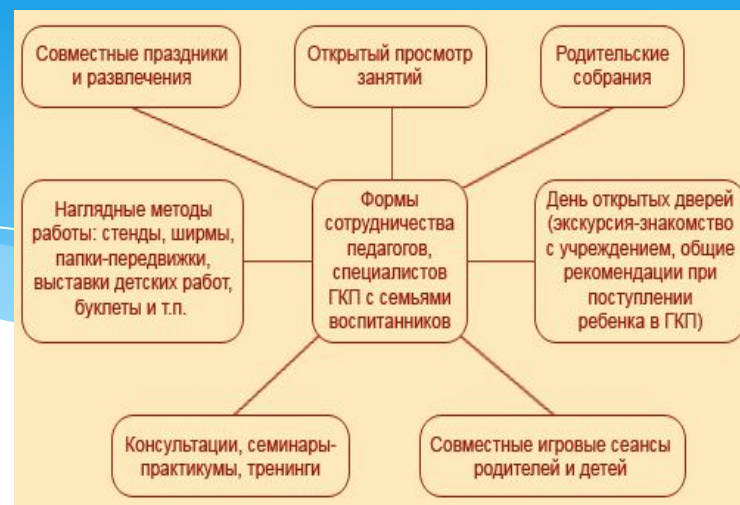 Совместные праздники
и развлечения
Открытый просмотр
занятий
Родительские
собрания
Наглядные методы
работы: стенды, ширмы,
папки-передвижки,
выставки детских работ,
буклеты и т.п.
Формы
сотрудничества
педагогов,
специалистов
ГКП с семьями
воспитанников
День открытых дверей
(экскурсия-знакомство
с учреждением, общие
рекомендации при
поступлении
ребенка в ГКП)
Консультации, семинары-
практикумы, тренинги
Совместные игровые сеансы
родителей и детей